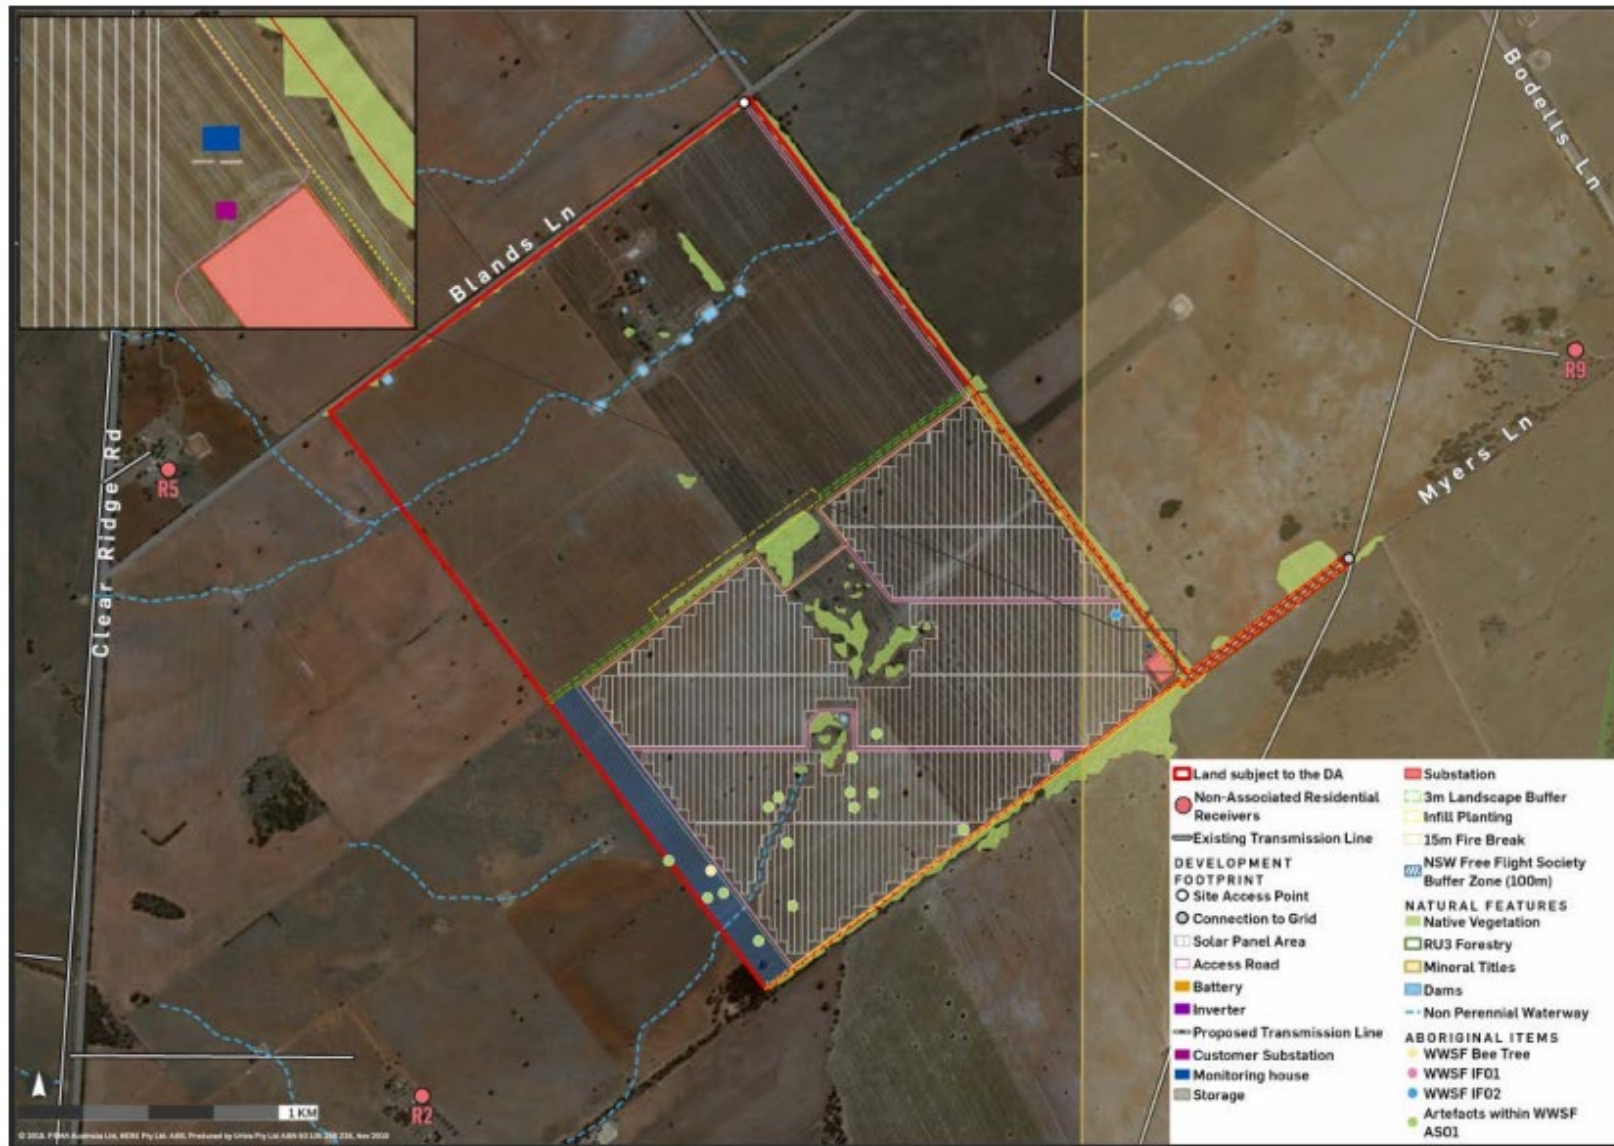 Bodells Ln
Blands Ln
R9
Myers Ln
Clear Ridge Rd
R5
R2
1 KM
Land subject to the DA
Non-Associated Residential
Receivers
Existing Transmission Line
DEVELOPMENT
FOOTPRINT
Site Access Point
Connection to Grid
Solar Panel Area
Access Road
Battery
Inverter
Proposed Transmission Line
Customer Substation
Monitoring house
Storage
Substation
3m Landscape Buffer
Infill Planting
15m Fire Break
NSW Free Flight Society
Buffer Zone (100m)
NATURAL FEATURES
Native Vegetation
RU3 Forestry
Mineral Titles
Dams
Non Perennial Waterway
ABORIGINAL ITEMS
WWSF Bee Tree
WWSF IF01
WWSF IF02
Artefacts within WWSF
AS01